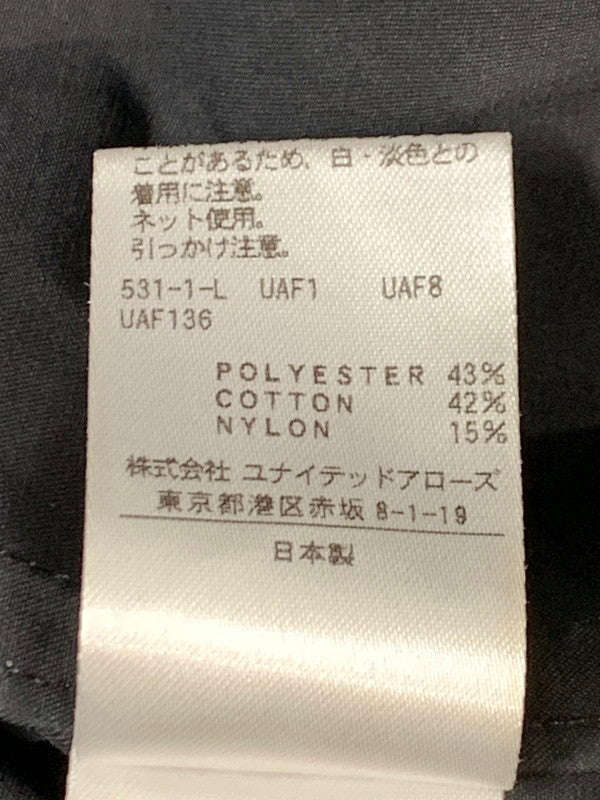 ことがあるため、白・淡色との
着用に注意。
ネット使用。
引っかけ注意。
531-1-L UAF1 UAF8
UAF136
POLYESTER 43%
COTTON 42%
NYLON 15%
株式会社 ユナイテッドアローズ
東京都港区赤坂 8-1-19
日本製